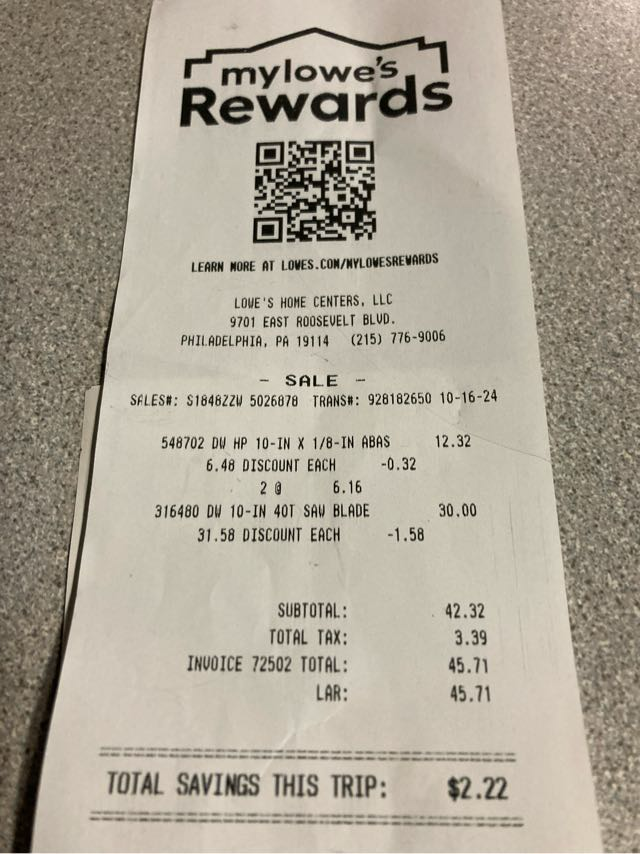 mylowe's
Rewards
LEARN MORE AT LOWES.COM/MYLOWESREWARDS
LOWE'S HOME CENTERS, LLC
9701 EAST ROOSEVELT BLVD.
PHILADELPHIA, PA 19114 (215) 776-9006
- SALE -
SALES#: S1848ZZW 5026878 TRANS#: 928182650 10-16-24
548702 DW HP 10-IN X 1/8-IN ABAS 12.32
6.48 DISCOUNT EACH -0.32
2 @ 6.16
316480 DW 10-IN 40T SAW BLADE 30.00
31.58 DISCOUNT EACH -1.58
SUBTOTAL: 42.32
TOTAL TAX: 3.39
INVOICE 72502 TOTAL: 45.71
LAR: 45.71
TOTAL SAVINGS THIS TRIP: $2.22